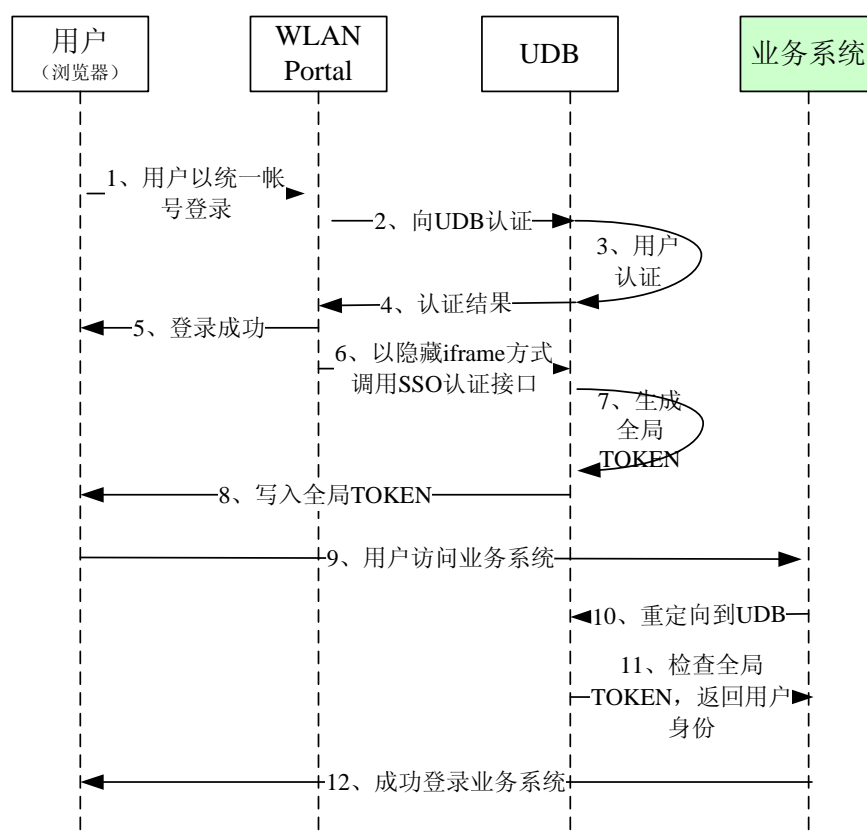 用户
（浏览器）
WLAN
Portal
UDB
业务系统
1、用户以统一帐
号登录
2、向UDB认证
3、用户
认证
4、认证结果
5、登录成功
6、以隐藏iframe方式
调用SSO认证接口
7、生成
全局
TOKEN
8、写入全局TOKEN
9、用户访问业务系统
10、重定向到UDB
11、检查全局
TOKEN，返回用户
身份
12、成功登录业务系统